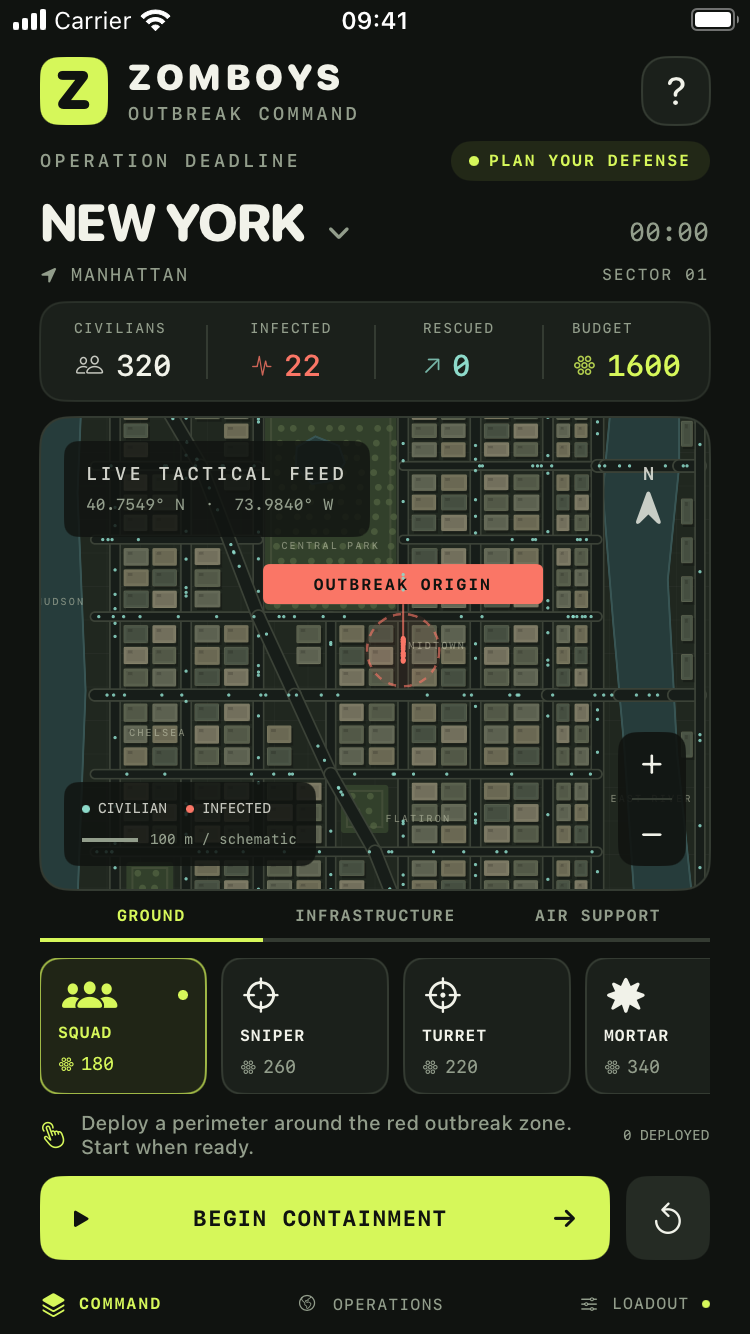 Carrier 09:41
Z ZOMBOYS
OUTBREAK COMMAND
?
OPERATION DEADLINE
PLAN YOUR DEFENSE
NEW YORK
00:00
MANHATTAN
SECTOR 01
CIVILIANS INFECTED RESCUED BUDGET
320 22 0 1600
LIVE TACTICAL FEED
40.7549° N · 73.9840° W
N
CENTRAL PARK
OUTBREAK ORIGIN
UDSON
MIDTOWN
CHELSEA
+
EAST RIVER
−
CIVILIAN INFECTED
FLATIRON
100 m / schematic
GROUND INFRASTRUCTURE AIR SUPPORT
SQUAD SNIPER TURRET MORTAR
180 260 220 340
Deploy a perimeter around the red outbreak zone.
Start when ready.
0 DEPLOYED
BEGIN CONTAINMENT
COMMAND OPERATIONS LOADOUT